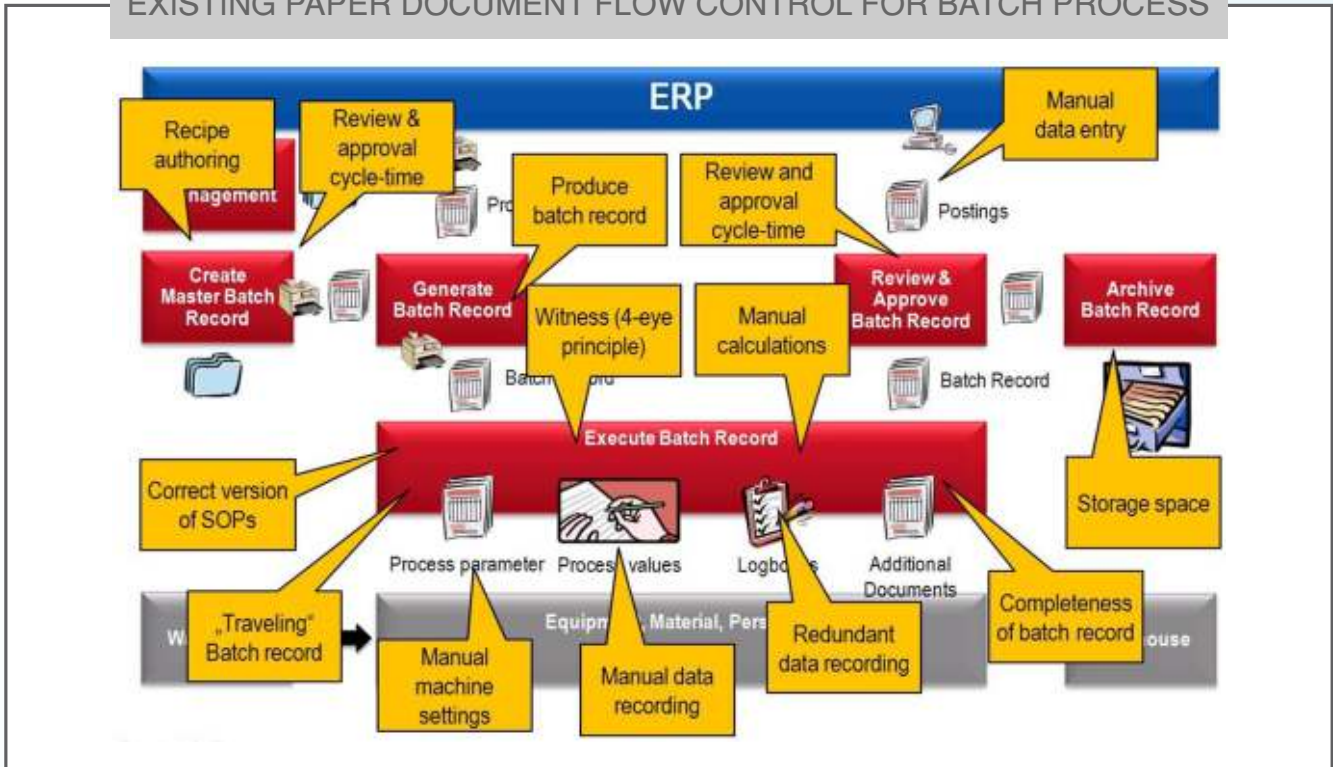 EXISTING PAPER DOCUMENT FLOW CONTROL FOR BATCH PROCESS
ERP
Recipe
authoring
Review &
approval
cycle-time
Manual
data entry
Produce
batch record
Review and
approval
cycle-time
Postings
Create
Master Batch
Record
Generate
Batch Record
Review &
Approve
Batch Record
Archive
Batch Record
Witness (4-eye
principle)
Manual
calculations
Batch Record
Execute Batch Record
Correct version
of SOPs
Storage space
Process parameter
Process values
Additional
Documents
„Traveling“
Batch record
Manual
machine
settings
Manual data
recording
Redundant
data recording
Completeness
of batch record